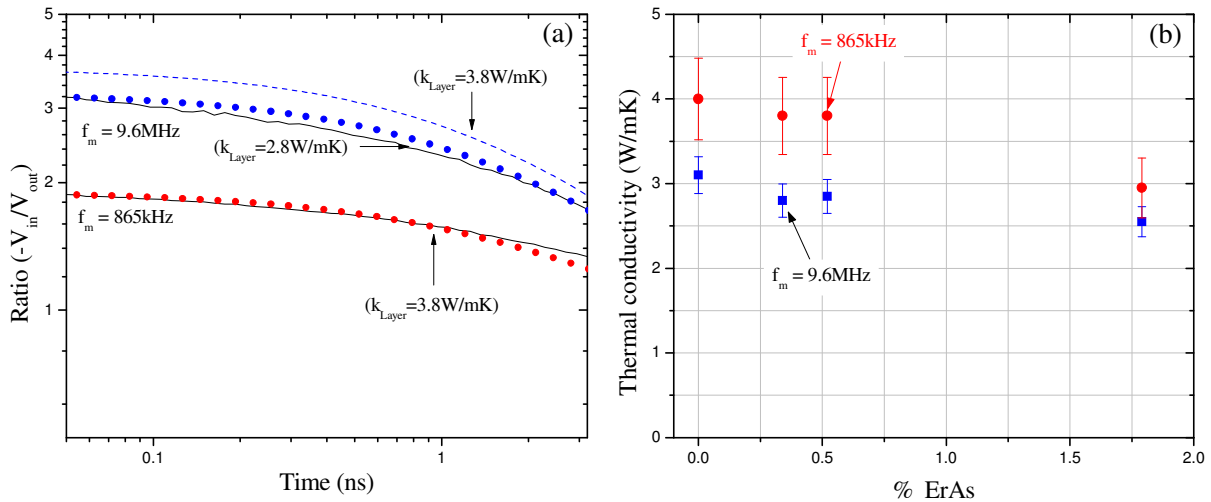 (a)
5
4
3
2
1
Ratio (-V_in/V_out)
(k_Layer=3.8W/mK)
f_m = 9.6MHz
(k_Layer=2.8W/mK)
f_m = 865kHz
(k_Layer=3.8W/mK)
0.1
1
Time (ns)
(b)
5
4
3
2
1
0
Thermal conductivity (W/mK)
f_m = 865kHz
f_m = 9.6MHz
0.0
0.5
1.0
1.5
2.0
% ErAs